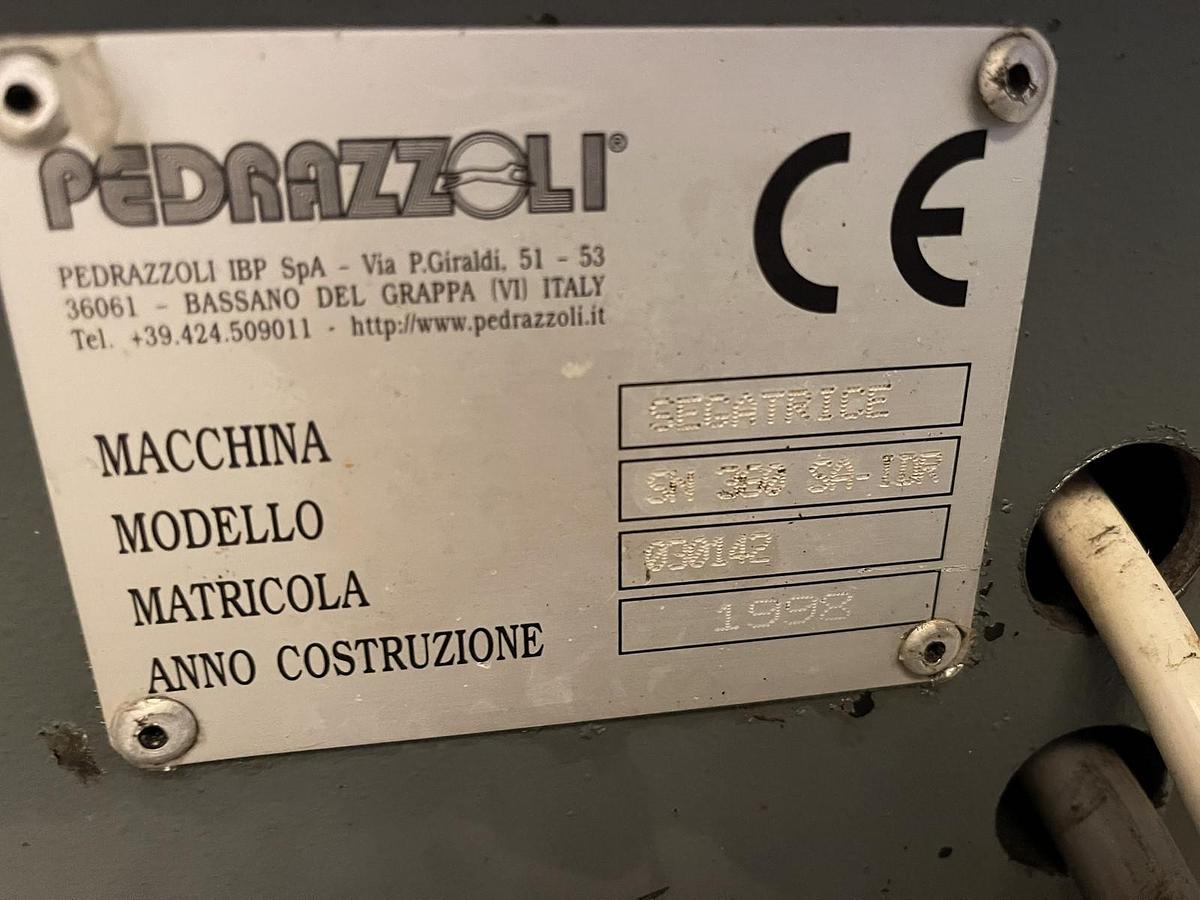 PEDRAZZOLI®
CE
PEDRAZZOLI IBP SpA - Via P.Giraldi, 51 - 53
36061 - BASSANO DEL GRAPPA (VI) ITALY
Tel. +39.424.509011 - http://www.pedrazzoli.it
MACCHINA SEGATRICE
MODELLO SN 350 SA-IDR
MATRICOLA 030142
ANNO COSTRUZIONE 1998